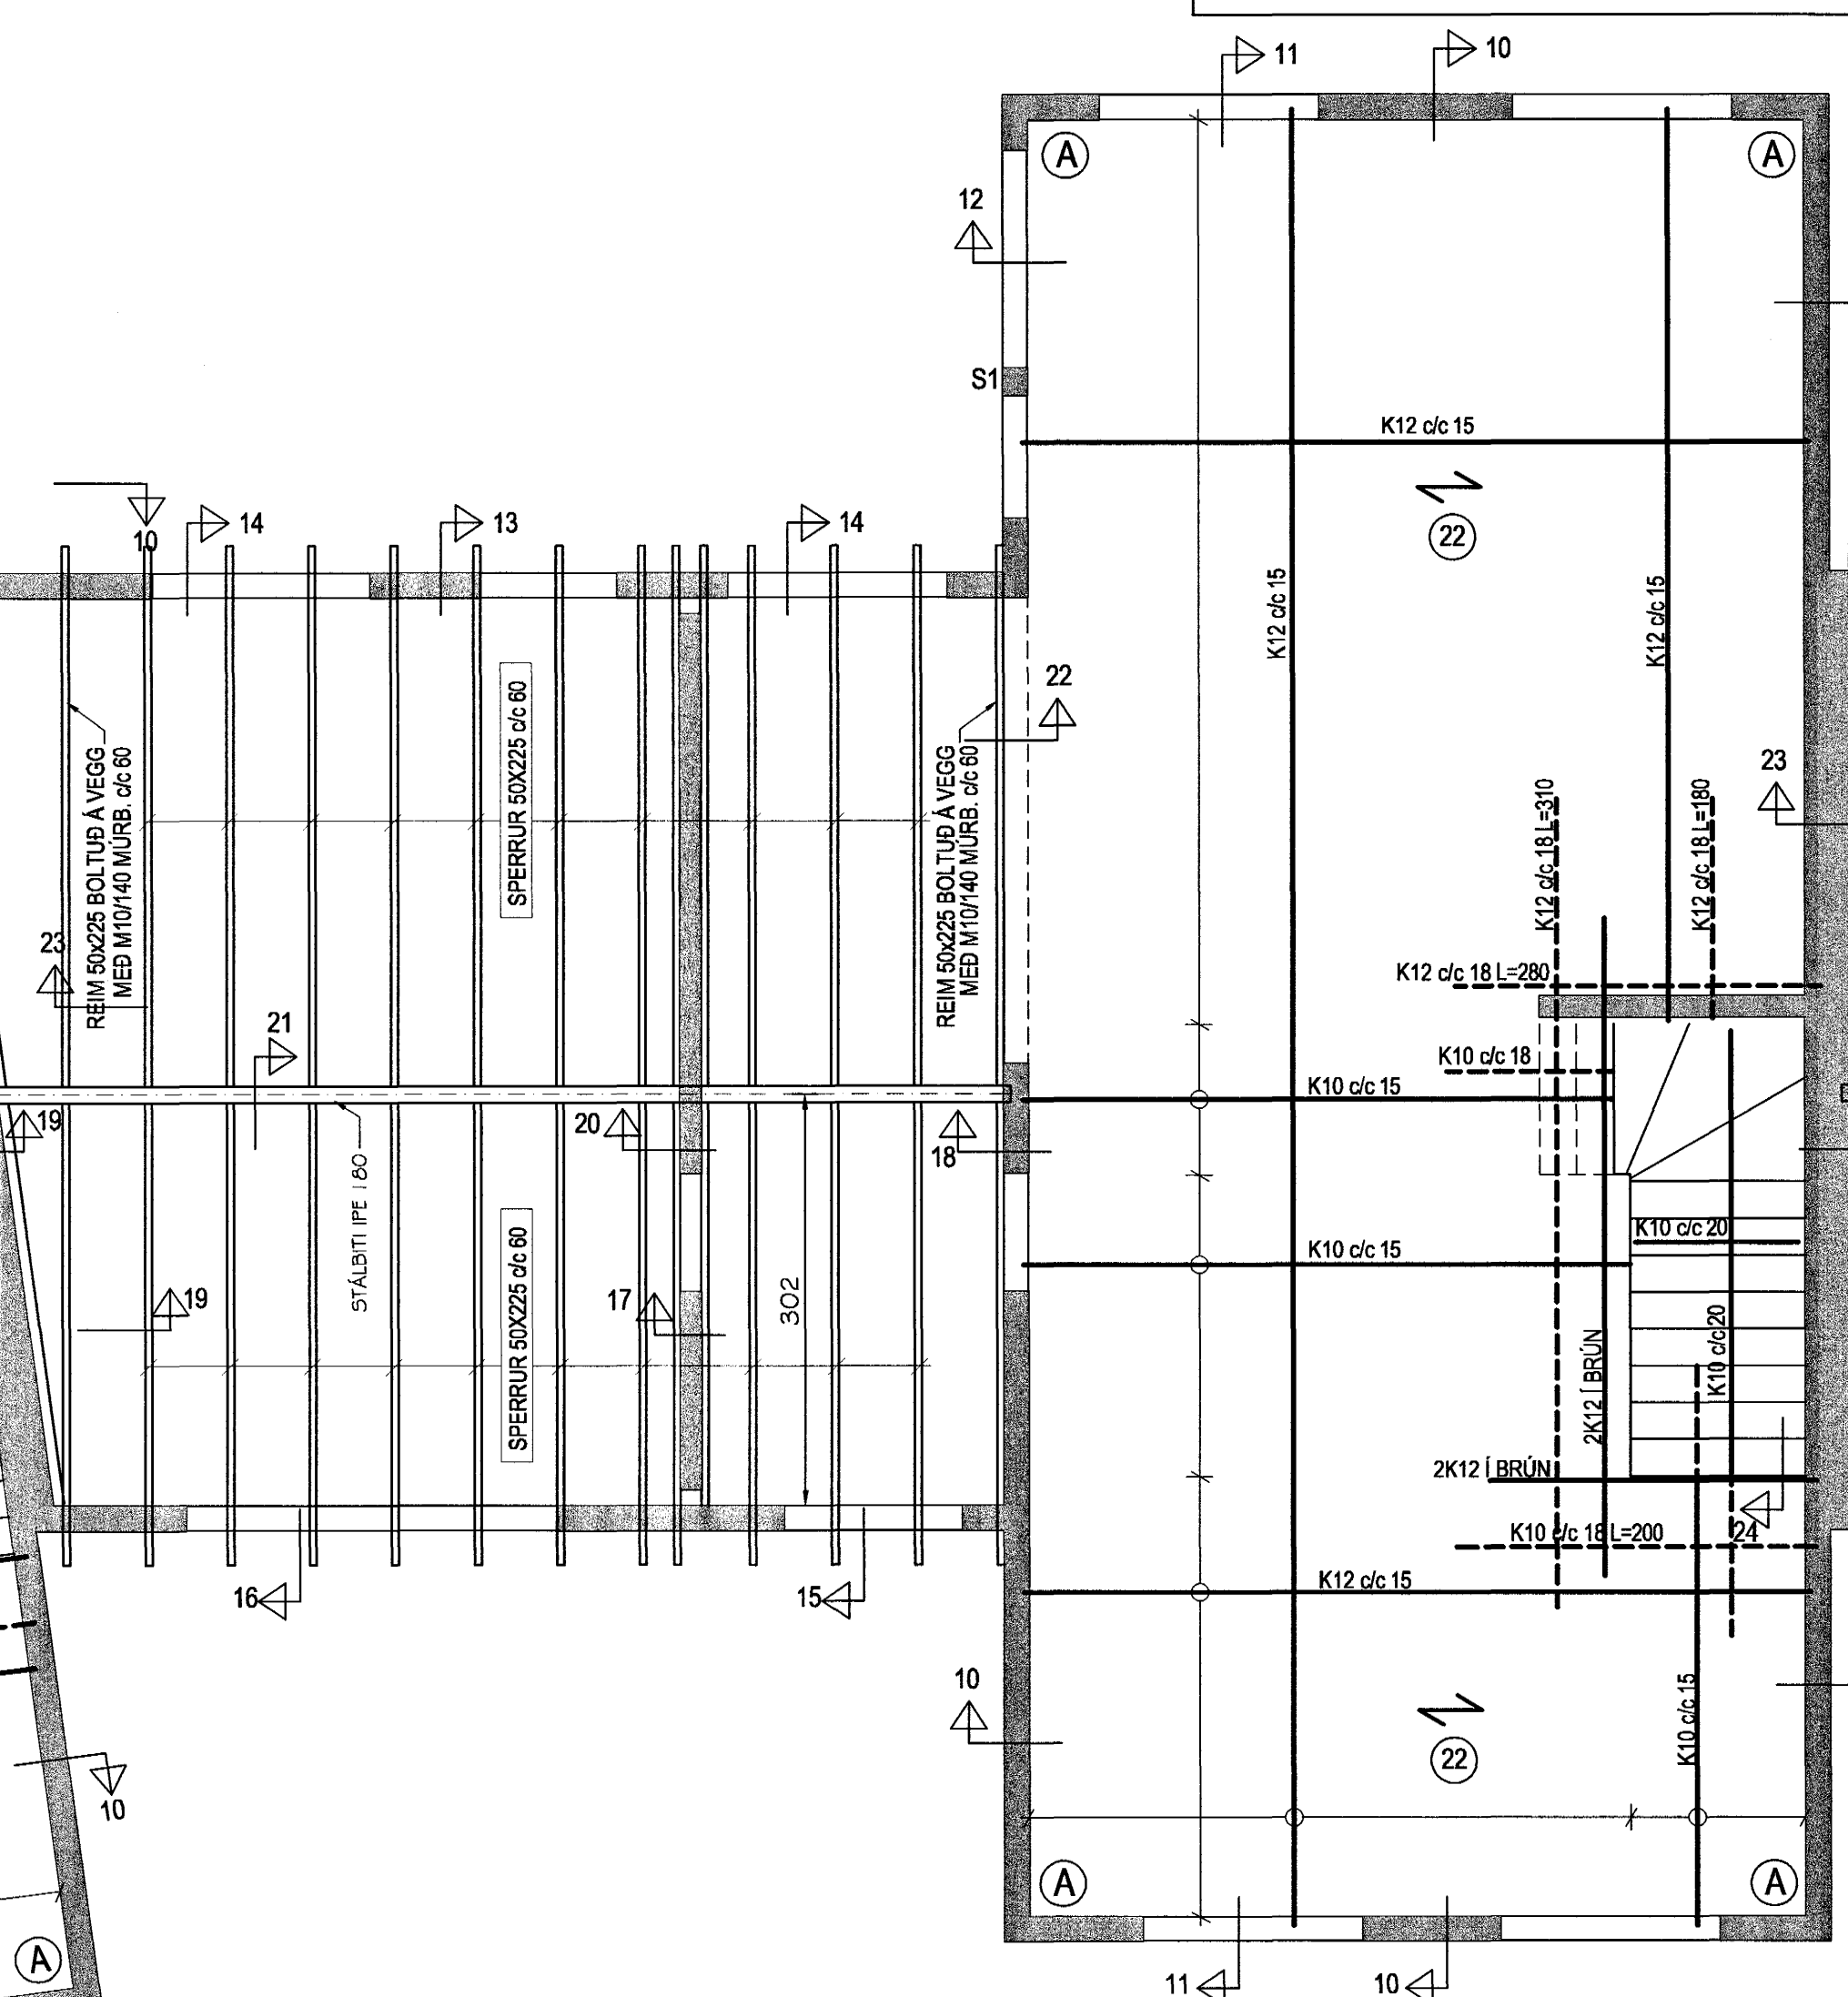 11
10
A
A
12
S1
K12 c/c 15
22
10
14
13
14
K12 c/c 15
K12 c/c 15
22
REIM 50x225 BOLTUÐ Á VEGG
MEÐ M10/140 MÚRB. c/c 60
SPERRUR 50X225 c/c 60
REIM 50x225 BOLTUÐ Á VEGG
MEÐ M10/140 MÚRB. c/c 60
23
K12 c/c 18 L=310
K12 c/c 18 L=180
23
K12 c/c 18 L=280
21
K10 c/c 18
K10 c/c 15
19
20
18
STÁLBITI IPE 180
K10 c/c 20
K10 c/c 15
19
17
302
SPERRUR 50X225 c/c 60
2K12 Í BRÚN
K10 c/c 20
2K12 Í BRÚN
K10 c/c 18 L=200
24
K12 c/c 15
16
15
10
K10 c/c 15
22
10
A
A
A
11
10